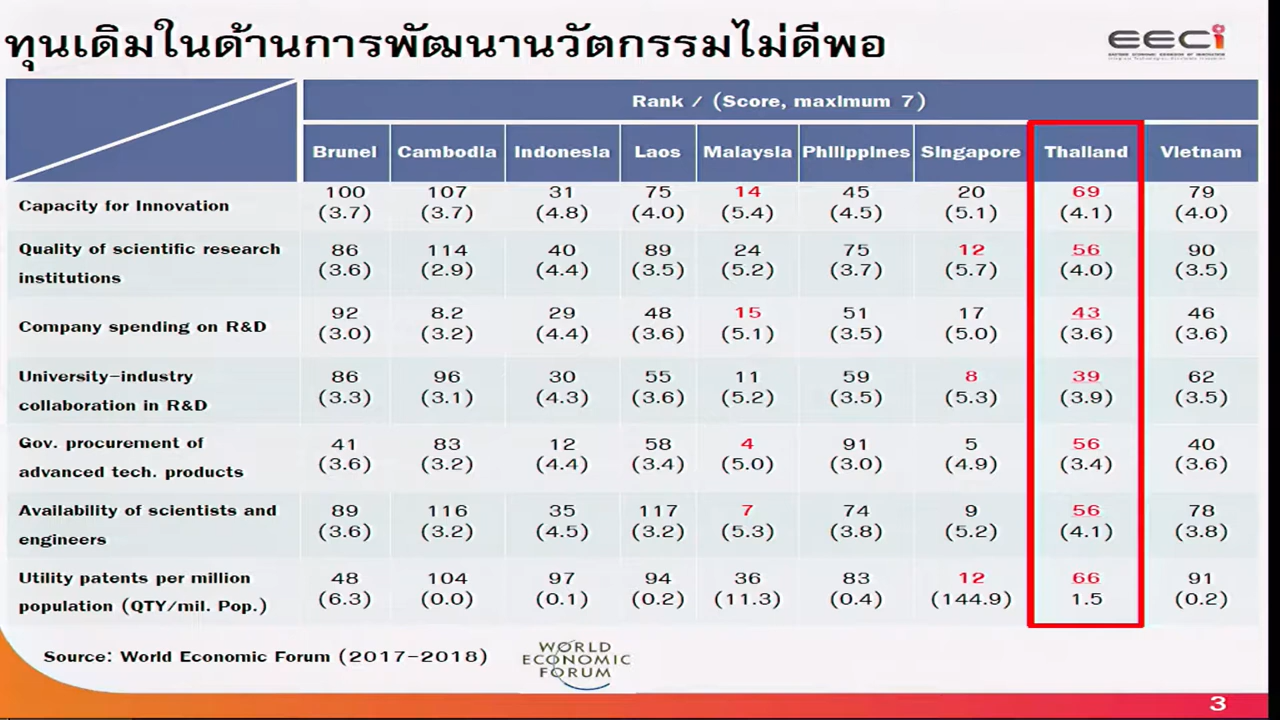 ทุนเดิมในด้านการพัฒนานวัตกรรมไม่ดีพอ
eeci
Rank / (Score, maximum 7)
Brunel Cambodia Indonesia Laos Malaysia Philippines Singapore Thailand Vietnam
Capacity for Innovation
100 107 31 75 14 45 20 69 79
(3.7) (3.7) (4.8) (4.0) (5.4) (4.5) (5.1) (4.1) (4.0)
Quality of scientific research
institutions
86 114 40 89 24 75 12 56 90
(3.6) (2.9) (4.4) (3.5) (5.2) (3.7) (5.7) (4.0) (3.5)
Company spending on R&D
92 8.2 29 48 15 51 17 43 46
(3.0) (3.2) (4.4) (3.6) (5.1) (3.5) (5.0) (3.6) (3.6)
University-industry
collaboration in R&D
86 96 30 55 11 59 8 39 62
(3.3) (3.1) (4.3) (3.6) (5.2) (3.5) (5.3) (3.9) (3.5)
Gov. procurement of
advanced tech. products
41 83 12 58 4 91 5 56 40
(3.6) (3.2) (4.4) (3.4) (5.0) (3.0) (4.9) (3.4) (3.6)
Availability of scientists and
engineers
89 116 35 117 7 74 9 56 78
(3.6) (3.2) (4.5) (3.2) (5.3) (3.8) (5.2) (4.1) (3.8)
Utility patents per million
population (QTY/mil. Pop.)
48 104 97 94 36 83 12 66 91
(6.3) (0.0) (0.1) (0.2) (11.3) (0.4) (144.9) 1.5 (0.2)
Source: World Economic Forum (2017-2018)
WORLD
ECONOMIC
FORUM
3